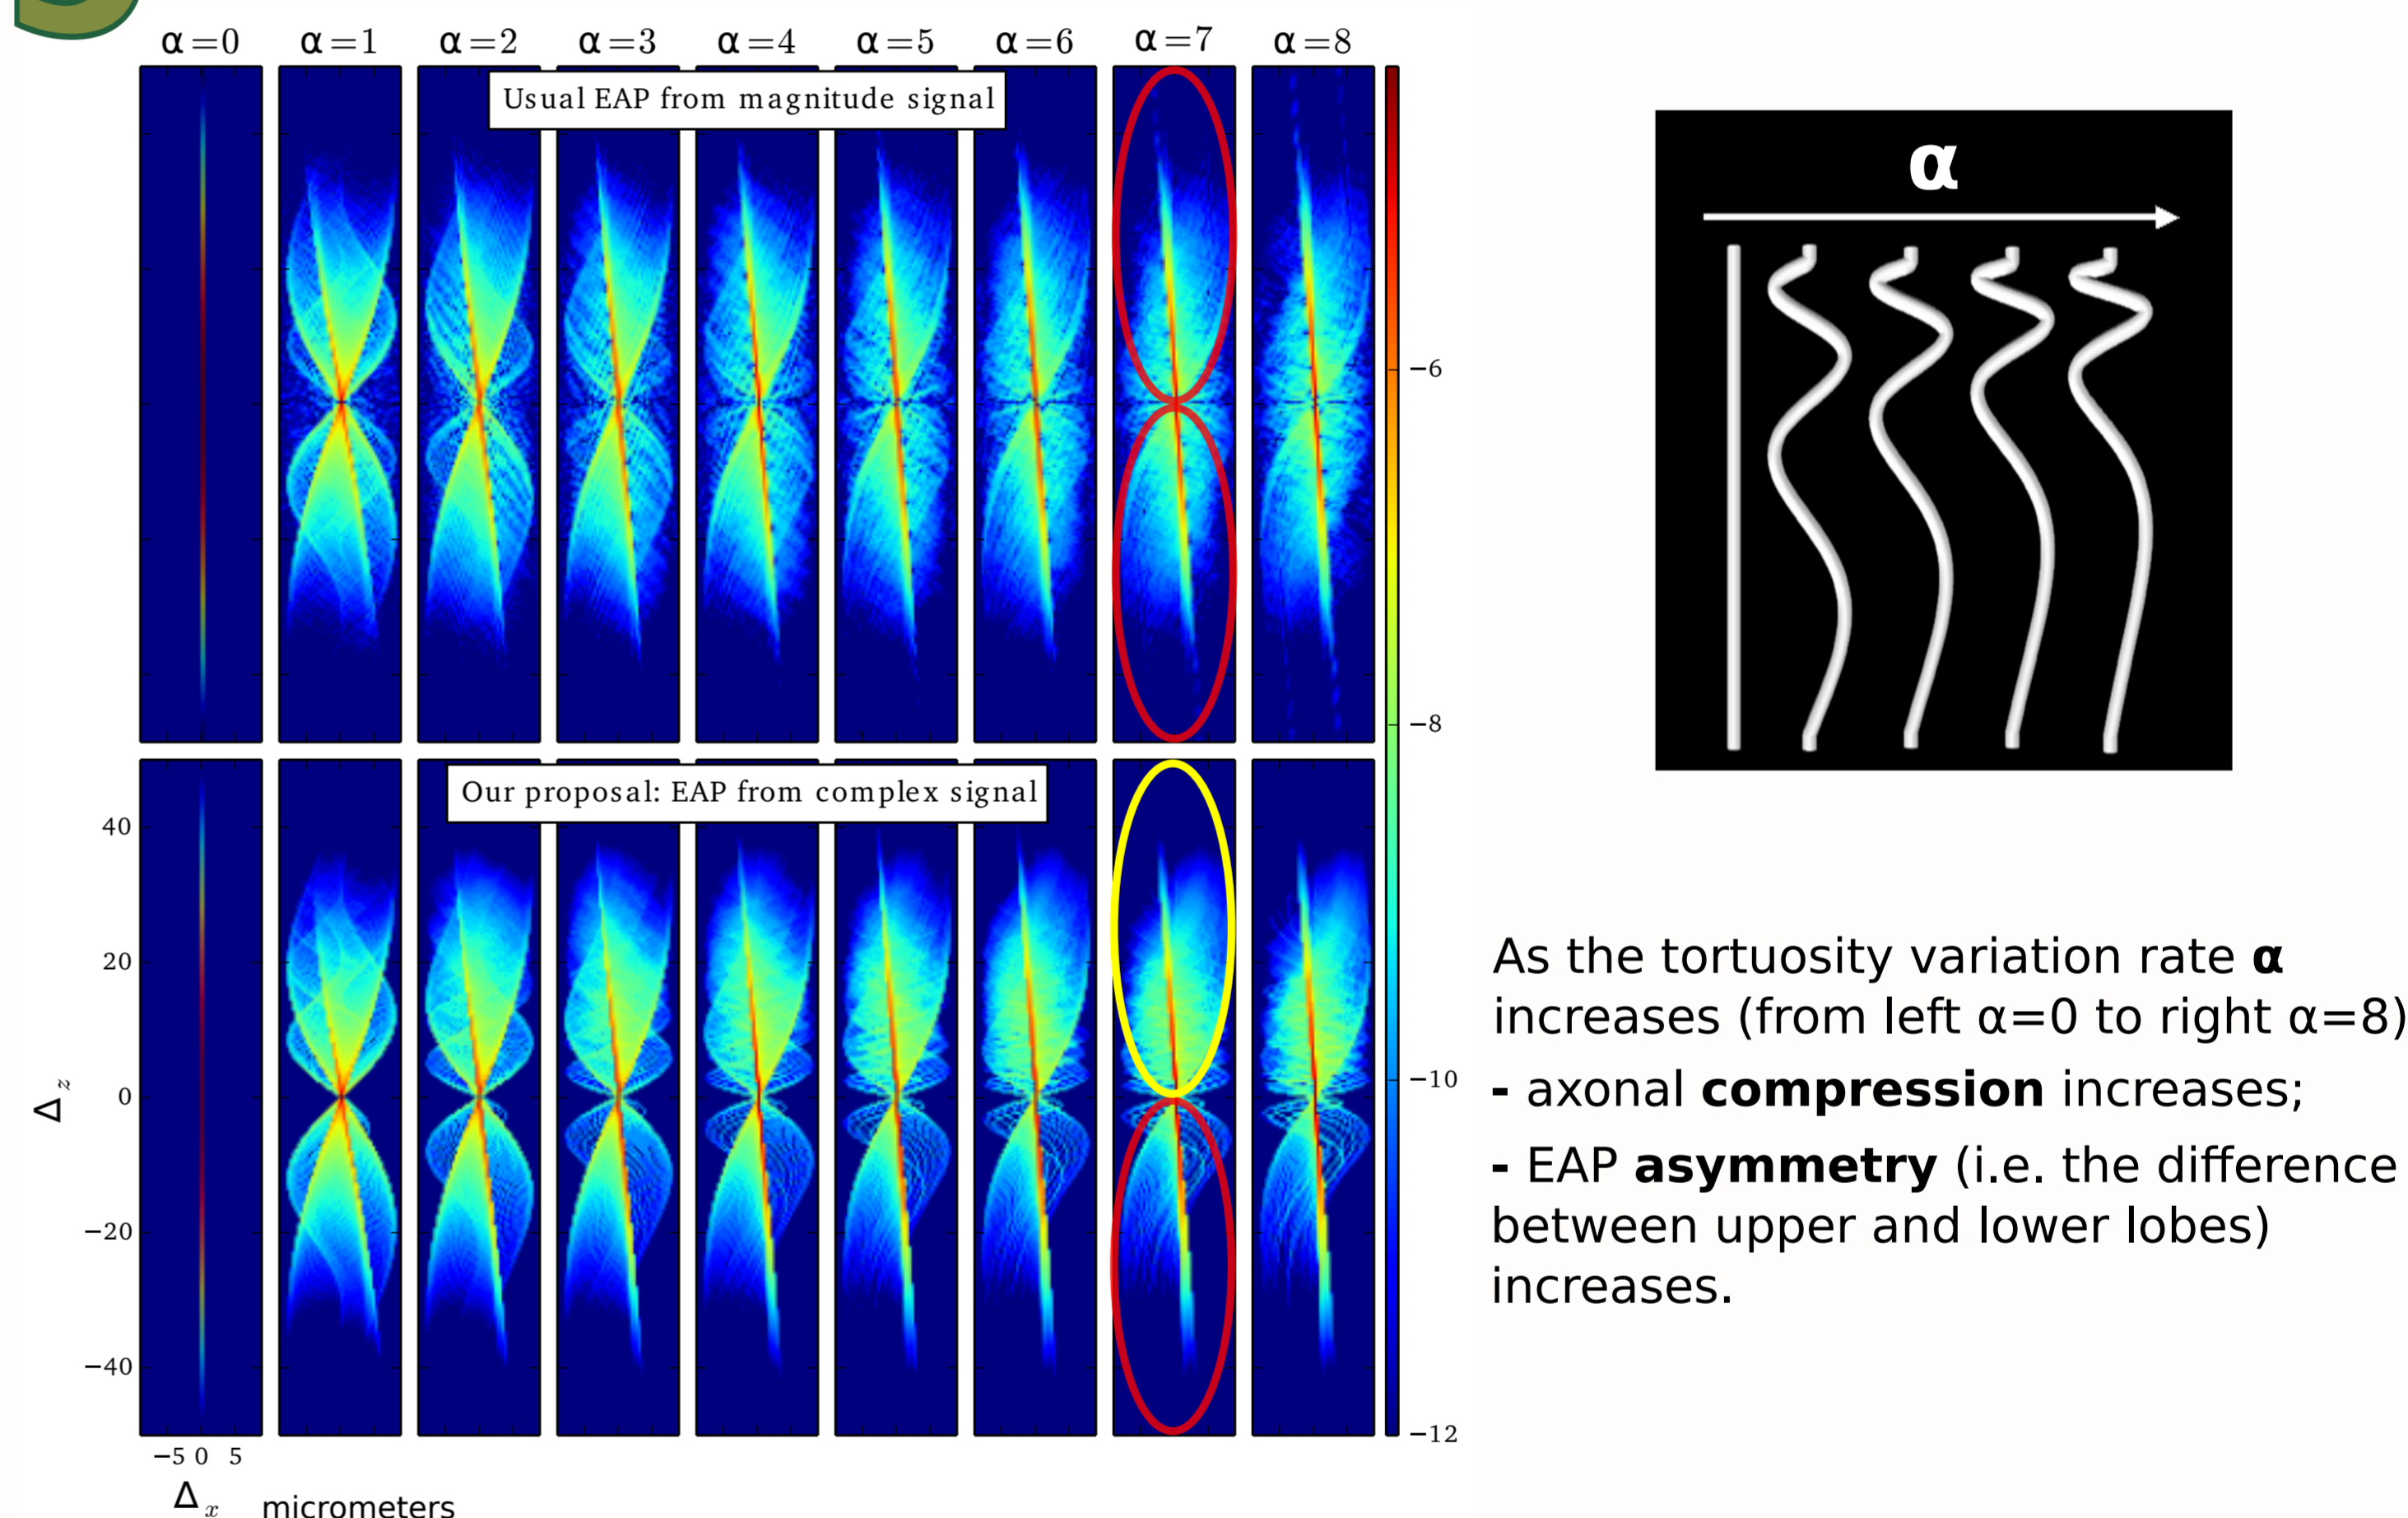 α=0 α=1 α=2 α=3 α=4 α=5 α=6 α=7 α=8
Usual EAP from magnitude signal
−6
−8
Our proposal: EAP from complex signal
40
20
0
−20
−40
Δz
−10
−12
−5 0 5
Δx micrometers
α
As the tortuosity variation rate α
increases (from left α=0 to right α=8)
- axonal compression increases;
- EAP asymmetry (i.e. the difference
between upper and lower lobes)
increases.